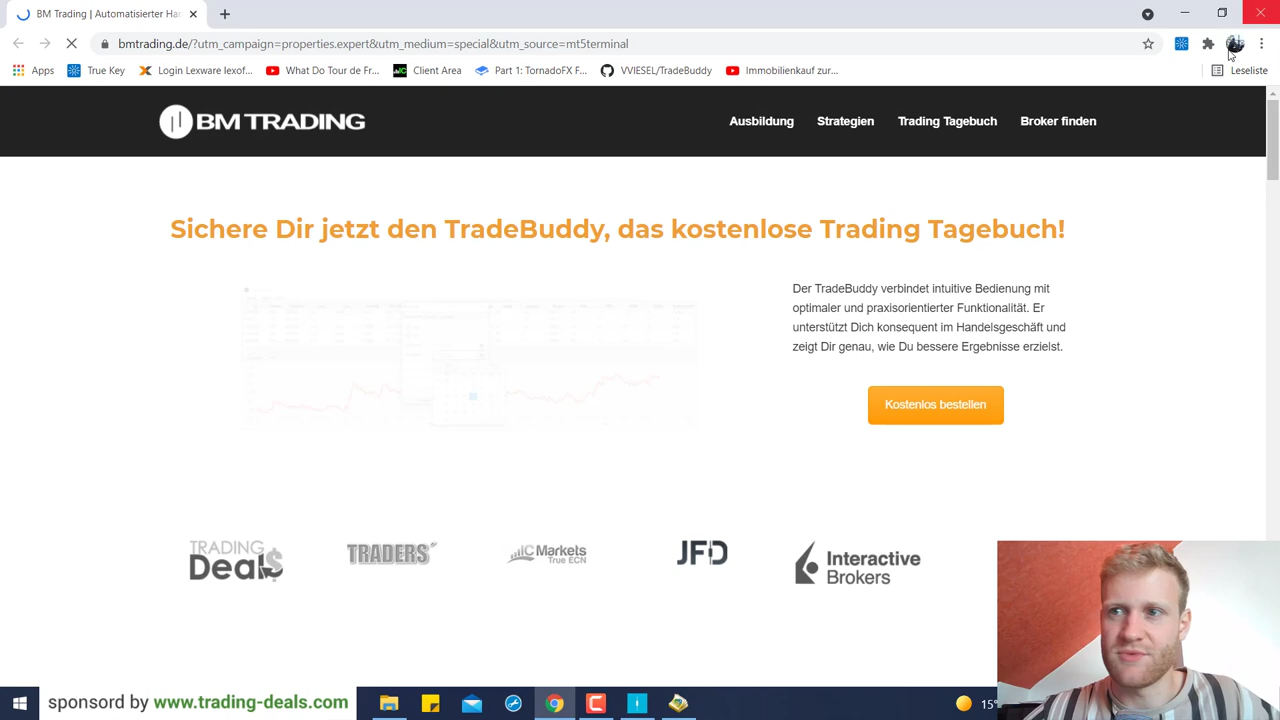 BM Trading | Automatisierter Ha
bmtrading.de/?utm_campaign=properties.expert&utm_medium=special&utm_source=mt5terminal
Apps
True Key
Login Lexware lexof...
What Do Tour de Fr...
Client Area
Part 1: TornadoFX F...
VVIESEL/TradeBuddy
Immobilienkauf zur...
Leseliste
BM TRADING
Ausbildung
Strategien
Trading Tagebuch
Broker finden
Sichere Dir jetzt den TradeBuddy, das kostenlose Trading Tagebuch!
Der TradeBuddy verbindet intuitive Bedienung mit
optimaler und praxisorientierter Funktionalität. Er
unterstützt Dich konsequent im Handelsgeschäft und
zeigt Dir genau, wie Du bessere Ergebnisse erzielst.
Kostenlos bestellen
TRADING
Deals
TRADERS'
IC Markets
True ECN
JFD
Interactive
Brokers
sponsord by www.trading-deals.com
15°